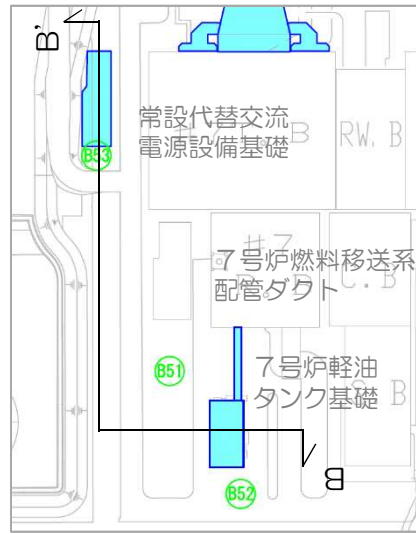 B'
常設代替交流
電源設備基礎
RW. B
B53
#7
7号炉燃料移送系
配管ダクト
C. B
B51
7号炉軽油
タンク基礎
S. B
B
B52